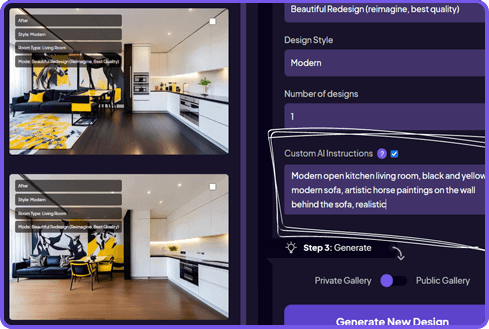 After
Style: Modern
Room Type: Living Room
Mode: Beautiful Redesign (Reimagine, Best Quality)
After
Style: Modern
Room Type: Living Room
Mode: Beautiful Redesign (Reimagine, Best Quality)
Beautiful Redesign (reimagine, best quality)
Design Style
Modern
Number of designs
1
Custom AI Instructions ?
Modern open kitchen living room, black and yellow
modern sofa, artistic horse paintings on the wall
behind the sofa, realistic
Step 3: Generate
Private Gallery Public Gallery
Generate New Design